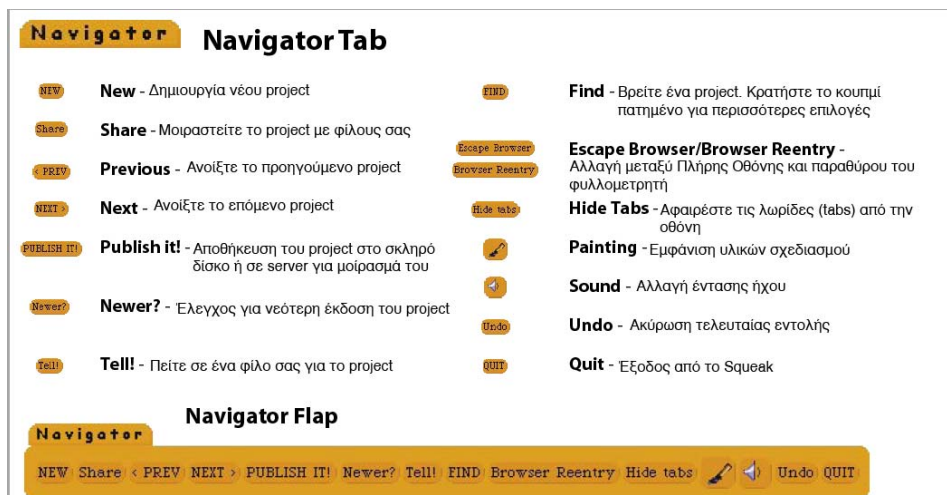 Navigator
Navigator Tab
NEW
New - Δημιουργία νέου project
Share
Share - Μοιραστείτε το project με φίλους σας
< PREV
Previous - Ανοίξτε το προηγούμενο project
NEXT >
Next - Ανοίξτε το επόμενο project
PUBLISH IT!
Publish it! - Αποθήκευση του project στο σκληρό
δίσκο ή σε server για μοίρασμά του
Newer?
Newer? - Έλεγχος για νεότερη έκδοση του project
Tell!
Tell! - Πείτε σε ένα φίλο σας για το project
FIND
Find - Βρείτε ένα project. Κρατήστε το κουπμί
πατημένο για περισσότερες επιλογές
Escape Browser
Browser Reentry
Escape Browser/Browser Reentry -
Αλλαγή μεταξύ Πλήρης Οθόνης και παραθύρου του
φυλλομετρητή
Hide tabs
Hide Tabs - Αφαιρέστε τις λωρίδες (tabs) από την
οθόνη
Painting - Εμφάνιση υλικών σχεδιασμού
Sound - Αλλαγή έντασης ήχου
Undo
Undo - Ακύρωση τελευταίας εντολής
QUIT
Quit - Έξοδος από το Squeak
Navigator Flap
Navigator
NEW Share < PREV NEXT > PUBLISH IT! Newer? Tell! FIND Browser Reentry Hide tabs Undo QUIT